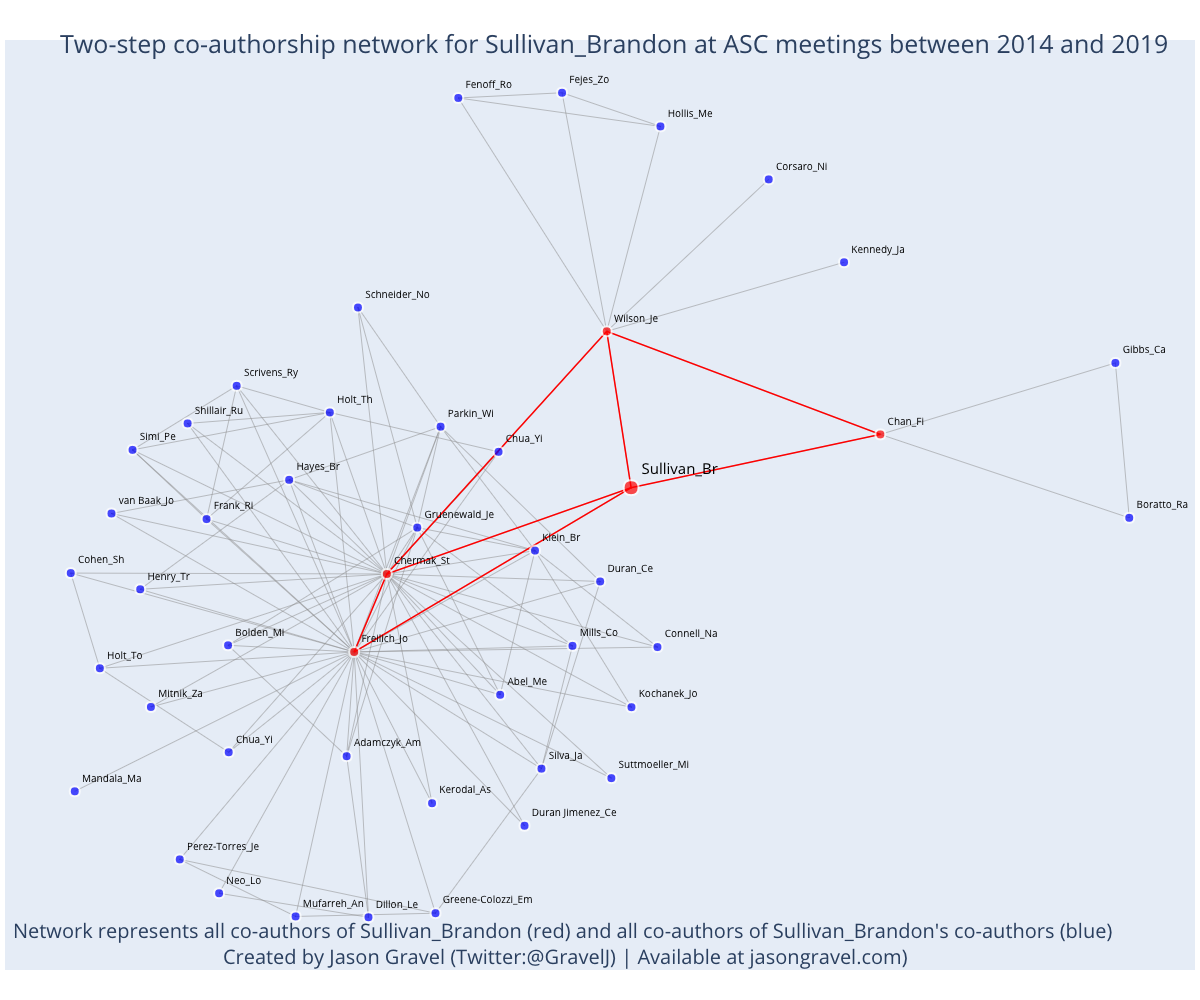 Two-step co-authorship network for Sullivan_Brandon at ASC meetings between 2014 and 2019
Fenoff_Ro
Fejes_Zo
Hollis_Me
Corsaro_Ni
Kennedy_Ja
Schneider_No
Wilson_Je
Gibbs_Ca
Scrivens_Ry
Holt_Th
Shillair_Ru
Parkin_Wi
Chan_Fi
Simi_Pe
Chua_Yi
Hayes_Br
Sullivan_Br
van Baak_Jo
Frank_Ri
Gruenewald_Je
Boratto_Ra
Klein_Br
Cohen_Sh
Chermak_St
Henry_Tr
Duran_Ce
Bolden_Mi
Freilich_Jo
Mills_Co
Connell_Na
Holt_To
Abel_Me
Mitnik_Za
Kochanek_Jo
Chua_Yi
Adamczyk_Am
Silva_Ja
Suttmoeller_Mi
Mandala_Ma
Kerodal_As
Duran Jimenez_Ce
Perez-Torres_Je
Neo_Lo
Mufarreh_An
Dillon_Le
Greene-Colozzi_Em
Network represents all co-authors of Sullivan_Brandon (red) and all co-authors of Sullivan_Brandon's co-authors (blue)
Created by Jason Gravel (Twitter:@GravelJ) | Available at jasongravel.com)